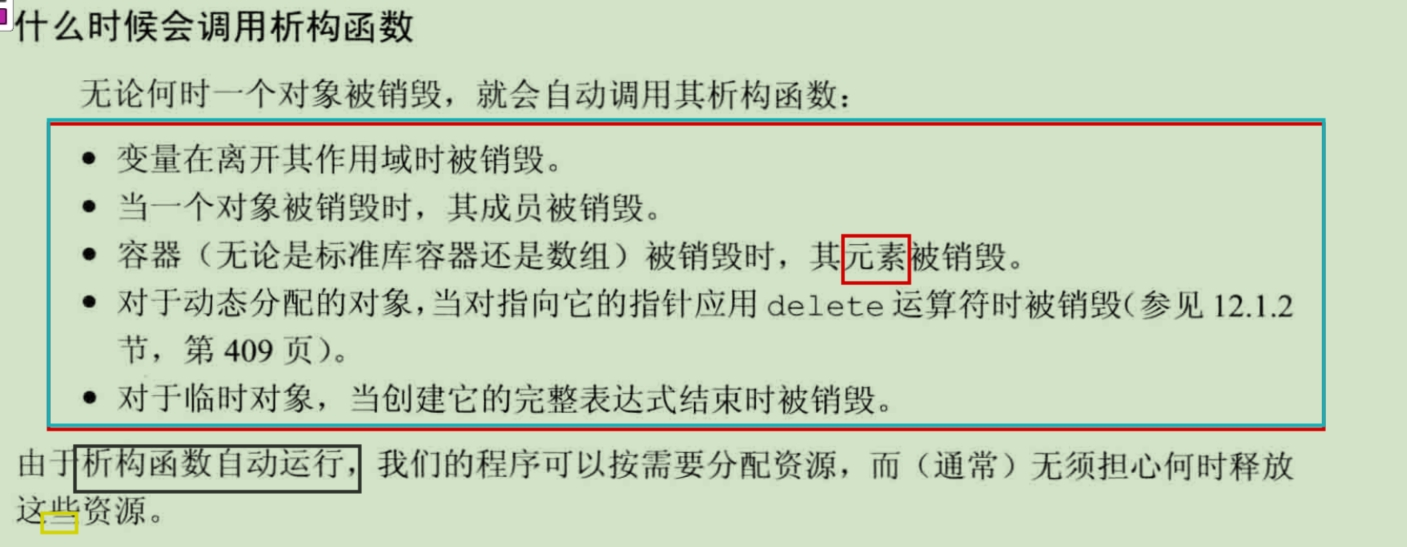 什么时候会调用析构函数
无论何时一个对象被销毁，就会自动调用其析构函数：
● 变量在离开其作用域时被销毁。
● 当一个对象被销毁时，其成员被销毁。
● 容器（无论是标准库容器还是数组）被销毁时，其元素被销毁。
● 对于动态分配的对象，当对指向它的指针应用 delete 运算符时被销毁（参见 12.1.2
节，第 409 页）。
● 对于临时对象，当创建它的完整表达式结束时被销毁。
由于析构函数自动运行，我们的程序可以按需要分配资源，而（通常）无须担心何时释放
这些资源。